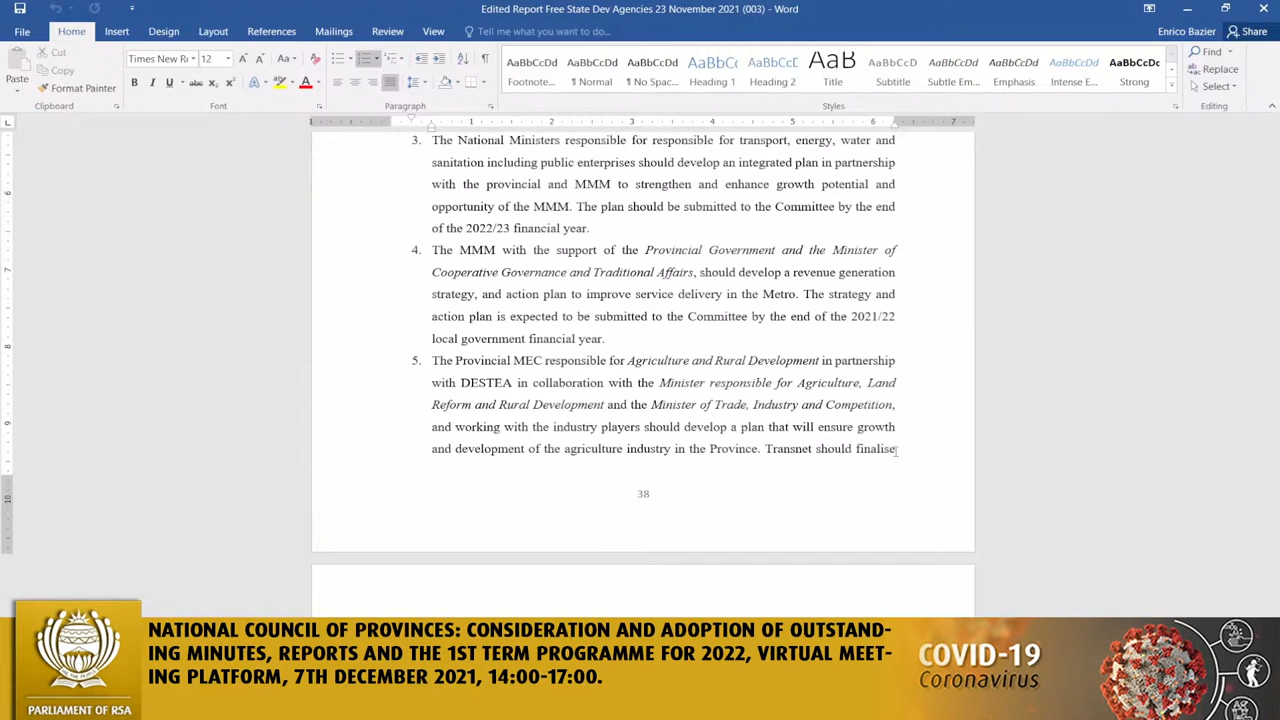 Edited Report Free State Dev Agencies 23 November 2021 (003) - Word
File Home Insert Design Layout References Mailings Review View Tell me what you want to do... Enrico Bazier Share
Paste
Cut
Copy
Format Painter
Clipboard
Times New Ro 12
Font
Paragraph
AaBbCcDd AaBbCcDd AaBbCcDd AaBbCc AaBbCcC AaB AaBbCcD AaBbCcDd AaBbCcDd AaBbCcDd AaBbCcDc
Footnote... ¶ Normal ¶ No Spac... Heading 1 Heading 2 Title Subtitle Subtle Em... Emphasis Intense E... Strong
Styles
Find
Replace
Select
Editing
1 1 2 3 4 5 6 7
6
7
8
9
10
3. The National Ministers responsible for responsible for transport, energy, water and
sanitation including public enterprises should develop an integrated plan in partnership
with the provincial and MMM to strengthen and enhance growth potential and
opportunity of the MMM. The plan should be submitted to the Committee by the end
of the 2022/23 financial year.
4. The MMM with the support of the Provincial Government and the Minister of
Cooperative Governance and Traditional Affairs, should develop a revenue generation
strategy, and action plan to improve service delivery in the Metro. The strategy and
action plan is expected to be submitted to the Committee by the end of the 2021/22
local government financial year.
5. The Provincial MEC responsible for Agriculture and Rural Development in partnership
with DESTEA in collaboration with the Minister responsible for Agriculture, Land
Reform and Rural Development and the Minister of Trade, Industry and Competition,
and working with the industry players should develop a plan that will ensure growth
and development of the agriculture industry in the Province. Transnet should finalise
38
PARLIAMENT OF RSA
NATIONAL COUNCIL OF PROVINCES: CONSIDERATION AND ADOPTION OF OUTSTAND-
ING MINUTES, REPORTS AND THE 1ST TERM PROGRAMME FOR 2022, VIRTUAL MEET-
ING PLATFORM, 7TH DECEMBER 2021, 14:00-17:00.
COVID-19
Coronavirus